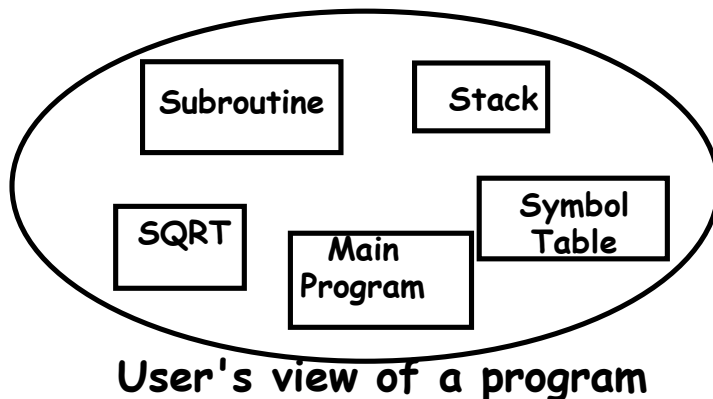 Subroutine
Stack
SQRT
Symbol
Table
Main
Program
User's view of a program